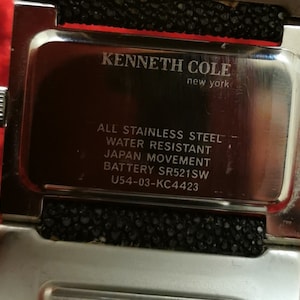 KENNETH COLE
new york
ALL STAINLESS STEEL
WATER RESISTANT
JAPAN MOVEMENT
BATTERY SR521SW
U54-03-KC4423